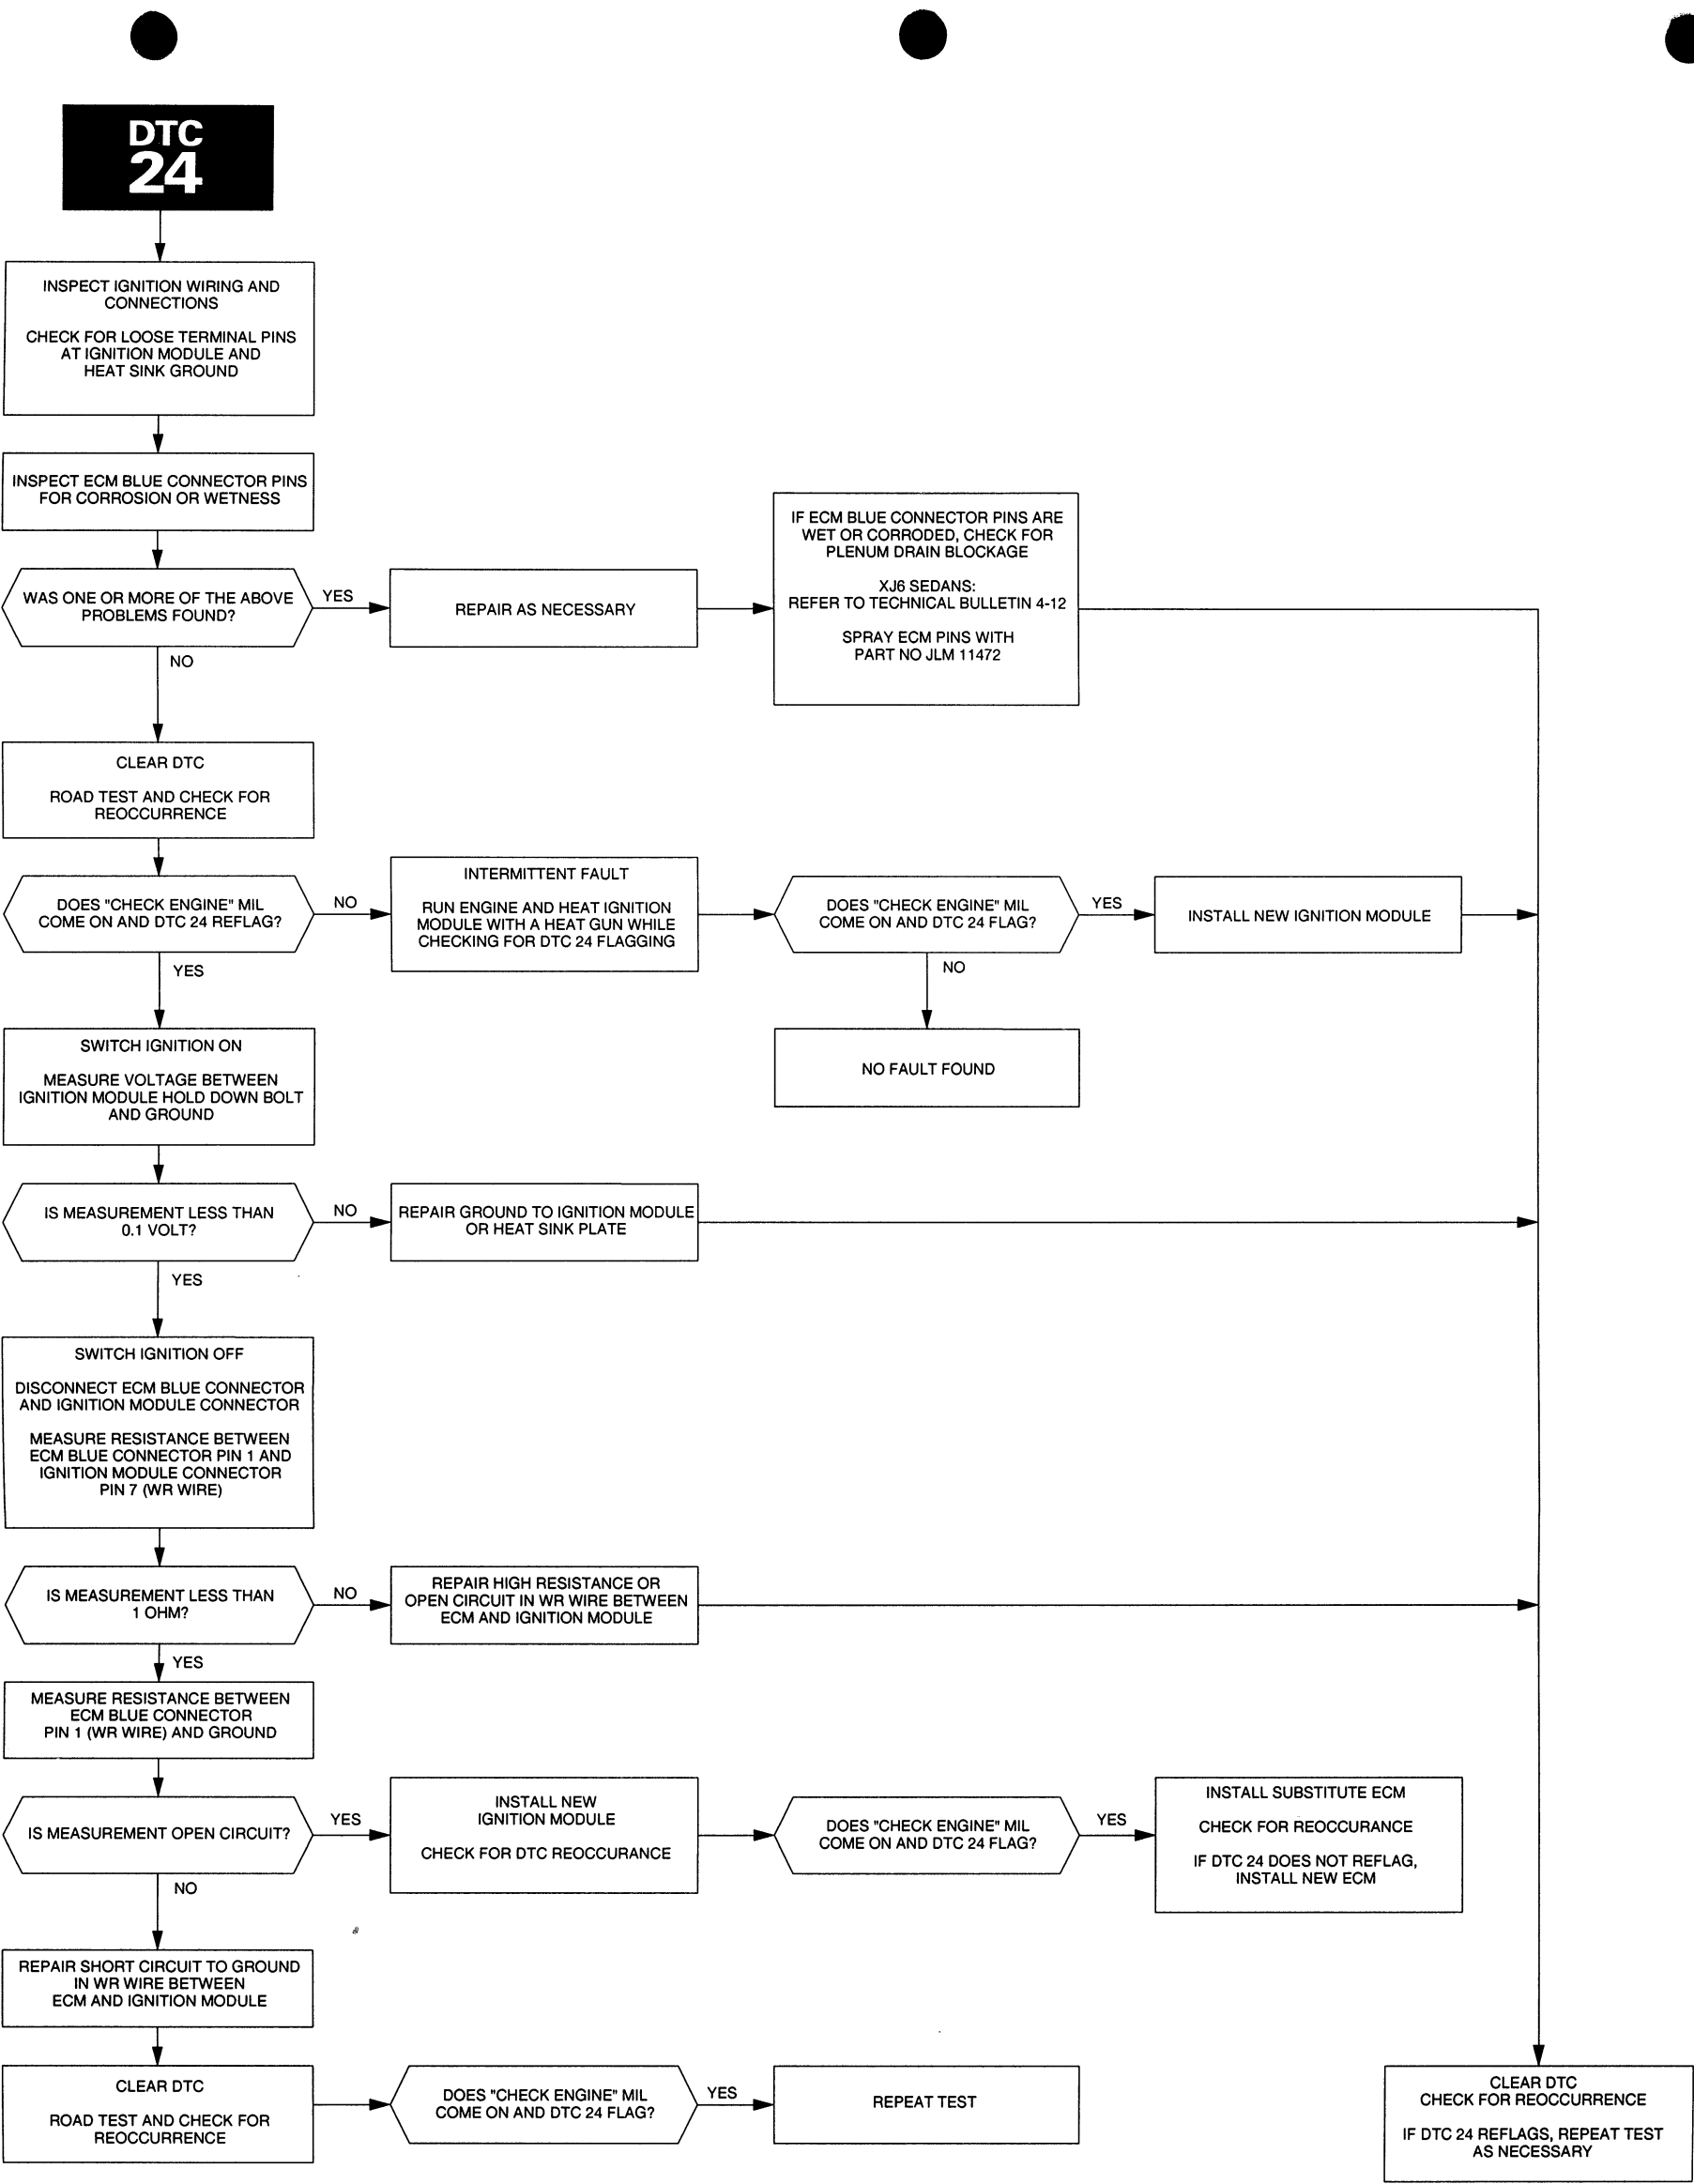 DTC
24
INSPECT IGNITION WIRING AND
CONNECTIONS
CHECK FOR LOOSE TERMINAL PINS
AT IGNITION MODULE AND
HEAT SINK GROUND
INSPECT ECM BLUE CONNECTOR PINS
FOR CORROSION OR WETNESS
WAS ONE OR MORE OF THE ABOVE
PROBLEMS FOUND?
YES
REPAIR AS NECESSARY
IF ECM BLUE CONNECTOR PINS ARE
WET OR CORRODED, CHECK FOR
PLENUM DRAIN BLOCKAGE
XJ6 SEDANS:
REFER TO TECHNICAL BULLETIN 4-12
SPRAY ECM PINS WITH
PART NO JLM 11472
NO
CLEAR DTC
ROAD TEST AND CHECK FOR
REOCCURRENCE
DOES "CHECK ENGINE" MIL
COME ON AND DTC 24 REFLAG?
NO
INTERMITTENT FAULT
RUN ENGINE AND HEAT IGNITION
MODULE WITH A HEAT GUN WHILE
CHECKING FOR DTC 24 FLAGGING
DOES "CHECK ENGINE" MIL
COME ON AND DTC 24 FLAG?
YES
INSTALL NEW IGNITION MODULE
NO
NO FAULT FOUND
YES
SWITCH IGNITION ON
MEASURE VOLTAGE BETWEEN
IGNITION MODULE HOLD DOWN BOLT
AND GROUND
IS MEASUREMENT LESS THAN
0.1 VOLT?
NO
REPAIR GROUND TO IGNITION MODULE
OR HEAT SINK PLATE
YES
SWITCH IGNITION OFF
DISCONNECT ECM BLUE CONNECTOR
AND IGNITION MODULE CONNECTOR
MEASURE RESISTANCE BETWEEN
ECM BLUE CONNECTOR PIN 1 AND
IGNITION MODULE CONNECTOR
PIN 7 (WR WIRE)
IS MEASUREMENT LESS THAN
1 OHM?
NO
REPAIR HIGH RESISTANCE OR
OPEN CIRCUIT IN WR WIRE BETWEEN
ECM AND IGNITION MODULE
YES
MEASURE RESISTANCE BETWEEN
ECM BLUE CONNECTOR
PIN 1 (WR WIRE) AND GROUND
IS MEASUREMENT OPEN CIRCUIT?
YES
INSTALL NEW
IGNITION MODULE
CHECK FOR DTC REOCCURANCE
DOES "CHECK ENGINE" MIL
COME ON AND DTC 24 FLAG?
YES
INSTALL SUBSTITUTE ECM
CHECK FOR REOCCURANCE
IF DTC 24 DOES NOT REFLAG,
INSTALL NEW ECM
NO
REPAIR SHORT CIRCUIT TO GROUND
IN WR WIRE BETWEEN
ECM AND IGNITION MODULE
CLEAR DTC
ROAD TEST AND CHECK FOR
REOCCURRENCE
DOES "CHECK ENGINE" MIL
COME ON AND DTC 24 FLAG?
YES
REPEAT TEST
CLEAR DTC
CHECK FOR REOCCURRENCE
IF DTC 24 REFLAGS, REPEAT TEST
AS NECESSARY